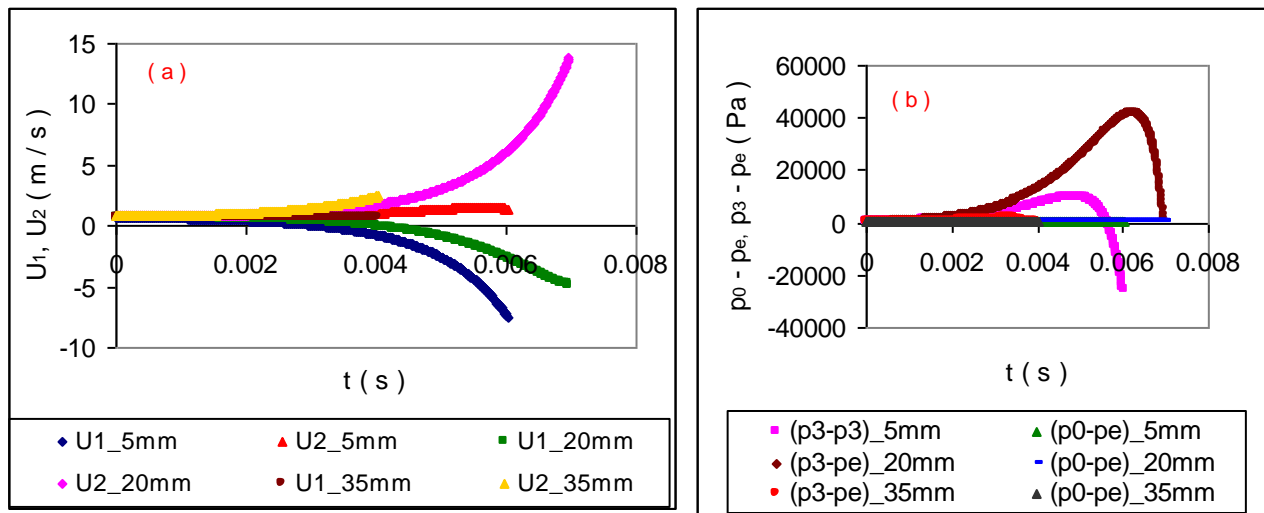 ( a )
U1, U2 ( m / s )
15
10
5
0
-5
-10
0
0.002
0.004
0.006
0.008
t ( s )
U1_5mm
U2_5mm
U1_20mm
U2_20mm
U1_35mm
U2_35mm
( b )
p0 - pe, p3 - pe ( Pa )
60000
40000
20000
0
-20000
-40000
0
0.002
0.004
0.006
0.008
t ( s )
(p3-p3)_5mm
(p0-pe)_5mm
(p3-pe)_20mm
(p0-pe)_20mm
(p3-pe)_35mm
(p0-pe)_35mm